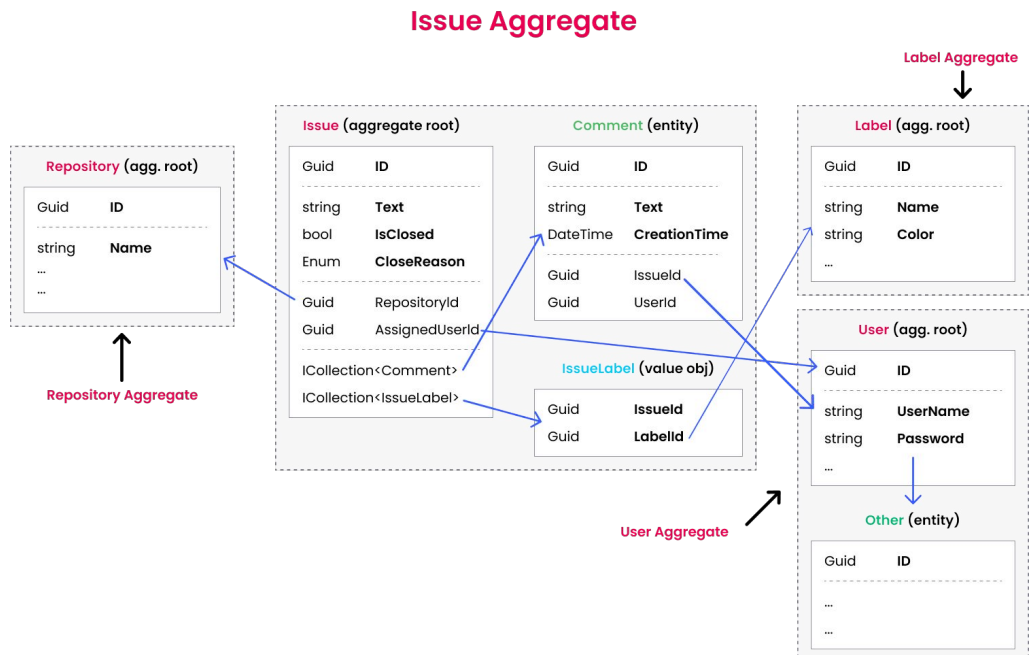 Issue Aggregate
Label Aggregate
Repository (agg. root)
Guid ID
string Name
...
...
Repository Aggregate
Issue (aggregate root)
Guid ID
string Text
bool IsClosed
Enum CloseReason
Guid RepositoryId
Guid AssignedUserId
ICollection<Comment>
ICollection<IssueLabel>
Comment (entity)
Guid ID
string Text
DateTime CreationTime
Guid IssueId
Guid UserId
IssueLabel (value obj)
Guid IssueId
Guid LabelId
Label (agg. root)
Guid ID
string Name
string Color
...
User (agg. root)
Guid ID
string UserName
string Password
...
User Aggregate
Other (entity)
Guid ID
...
...